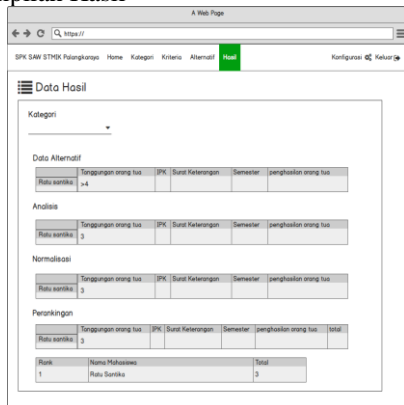 A Web Page
https://
SPK SAW STMIK Palangkaraya Home Kategori Kriteria Alternatif Hasil Konfigurasi Keluar
Data Hasil
Kategori
Data Alternatif
Tanggungan orang tua IPK Surat Keterangan Semester penghasilan orang tua
Ratu santika >4
Analisis
Tanggungan orang tua IPK Surat Keterangan Semester penghasilan orang tua
Ratu santika 3
Normalisasi
Tanggungan orang tua IPK Surat Keterangan Semester penghasilan orang tua
Ratu santika 3
Perankingan
Tanggungan orang tua IPK Surat Keterangan Semester penghasilan orang tua total
Ratu santika 3
Rank Nama Mahasiswa Total
1 Ratu Santika 3